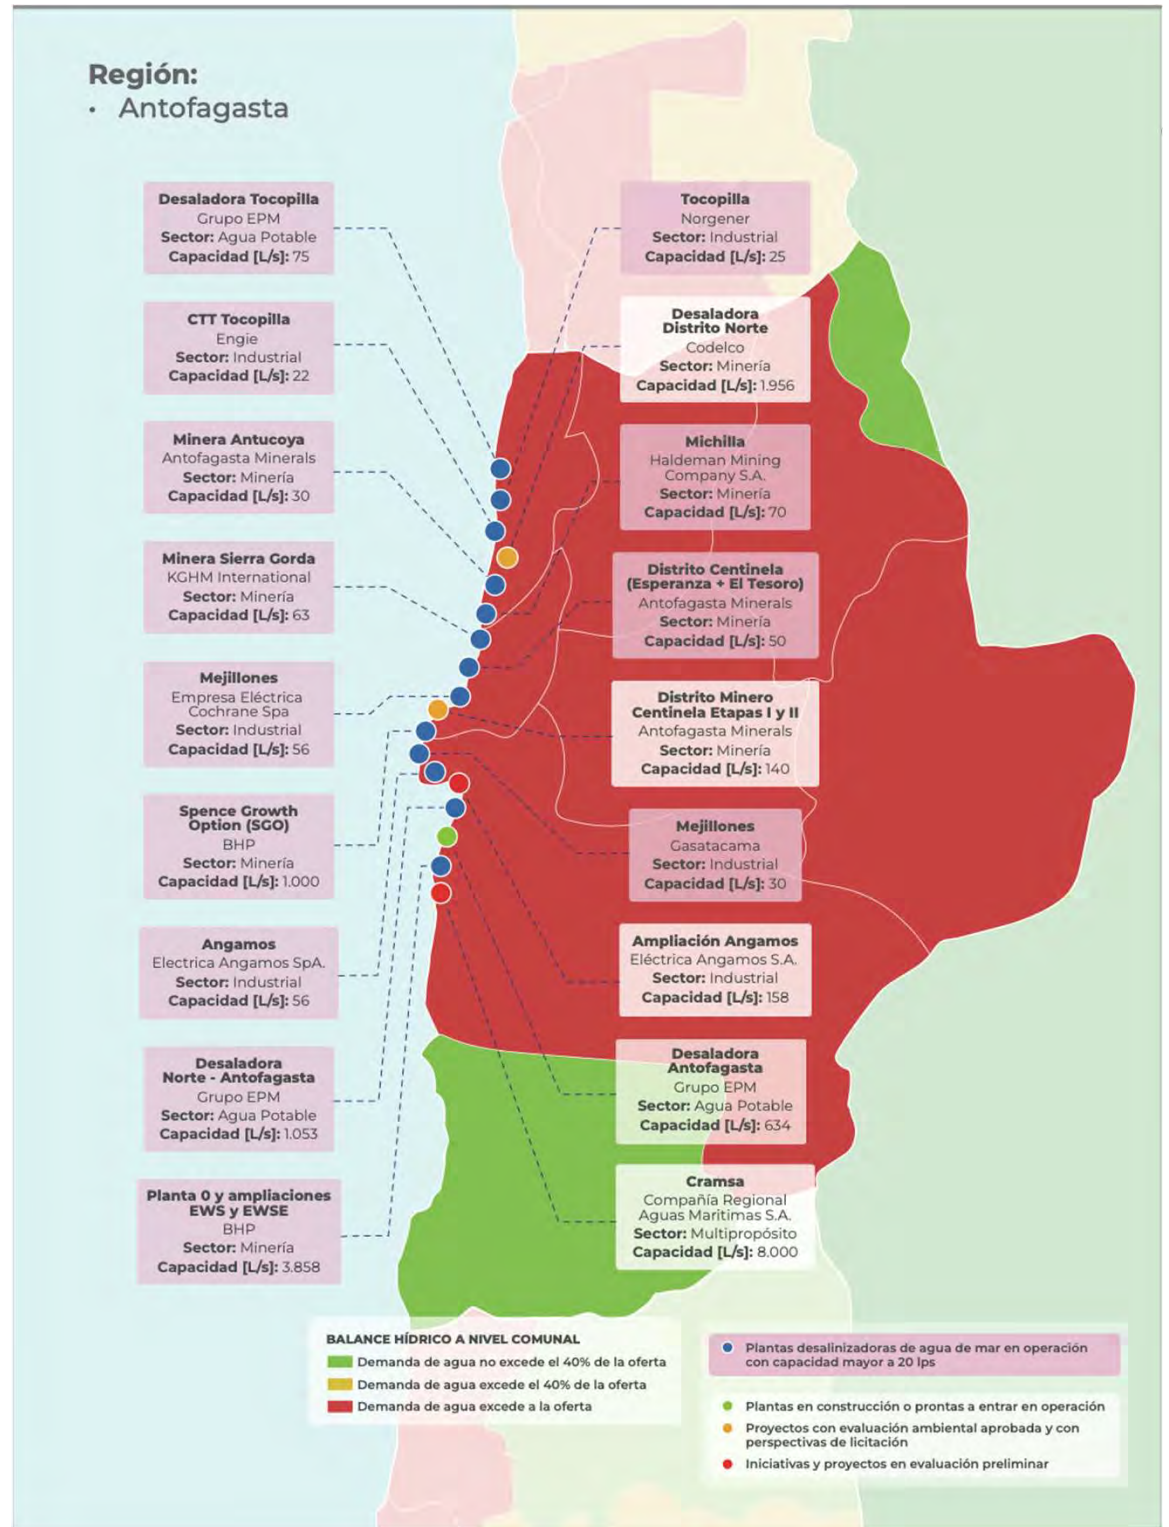 Región:
• Antofagasta
Desaladora Tocopilla
Grupo EPM
Sector: Agua Potable
Capacidad [L/s]: 75
CTT Tocopilla
Engie
Sector: Industrial
Capacidad [L/s]: 22
Minera Antucoya
Antofagasta Minerals
Sector: Minería
Capacidad [L/s]: 30
Minera Sierra Gorda
KGHM International
Sector: Minería
Capacidad [L/s]: 63
Mejillones
Empresa Eléctrica
Cochrane Spa
Sector: Industrial
Capacidad [L/s]: 56
Spence Growth
Option (SGO)
BHP
Sector: Minería
Capacidad [L/s]: 1.000
Angamos
Electrica Angamos SpA.
Sector: Industrial
Capacidad [L/s]: 56
Desaladora
Norte - Antofagasta
Grupo EPM
Sector: Agua Potable
Capacidad [L/s]: 1.053
Planta 0 y ampliaciones
EWS y EWSE
BHP
Sector: Minería
Capacidad [L/s]: 3.858
Tocopilla
Norgener
Sector: Industrial
Capacidad [L/s]: 25
Desaladora
Distrito Norte
Codelco
Sector: Minería
Capacidad [L/s]: 1.956
Michilla
Haldeman Mining
Company S.A.
Sector: Minería
Capacidad [L/s]: 70
Distrito Centinela
(Esperanza + El Tesoro)
Antofagasta Minerals
Sector: Minería
Capacidad [L/s]: 50
Distrito Minero
Centinela Etapas I y II
Antofagasta Minerals
Sector: Minería
Capacidad [L/s]: 140
Mejillones
Gasatacama
Sector: Industrial
Capacidad [L/s]: 30
Ampliación Angamos
Eléctrica Angamos S.A.
Sector: Industrial
Capacidad [L/s]: 158
Desaladora
Antofagasta
Grupo EPM
Sector: Agua Potable
Capacidad [L/s]: 634
Cramsa
Compañía Regional
Aguas Maritimas S.A.
Sector: Multipropósito
Capacidad [L/s]: 8.000
BALANCE HÍDRICO A NIVEL COMUNAL
Demanda de agua no excede el 40% de la oferta
Demanda de agua excede el 40% de la oferta
Demanda de agua excede a la oferta
Plantas desalinizadoras de agua de mar en operación
con capacidad mayor a 20 lps
Plantas en construcción o prontas a entrar en operación
Proyectos con evaluación ambiental aprobada y con
perspectivas de licitación
Iniciativas y proyectos en evaluación preliminar